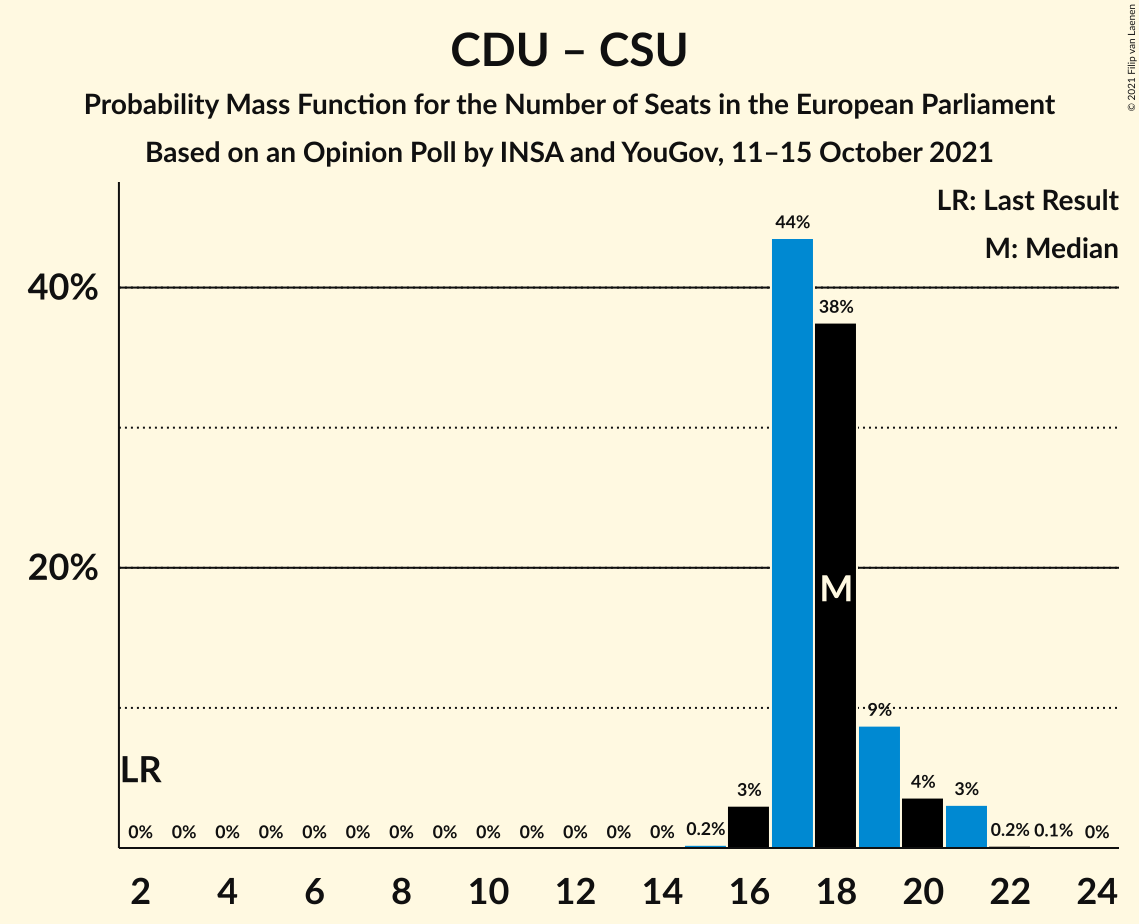 CDU – CSU
Probability Mass Function for the Number of Seats in the European Parliament
Based on an Opinion Poll by INSA and YouGov, 11–15 October 2021
© 2021 Filip van Laenen
LR: Last Result
M: Median
44%
40%
38%
20%
M
9%
LR
0% 0% 0% 0% 0% 0% 0% 0% 0% 0% 0% 0% 0% 0.2% 3% 4% 3% 0.2% 0.1% 0%
2 4 6 8 10 12 14 16 18 20 22 24